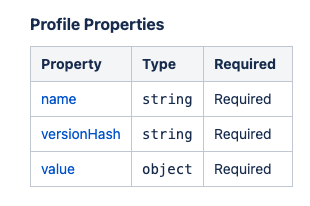 Profile Properties
Property Type Required
name string Required
versionHash string Required
value object Required